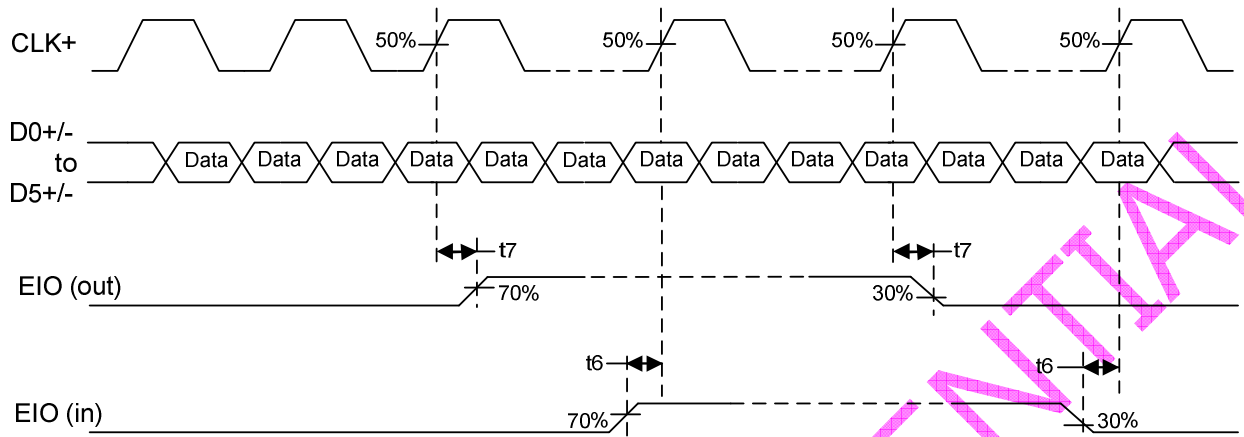 CLK+
50%
50%
50%
50%
D0+/-
to
D5+/-
Data Data Data Data Data Data Data Data Data Data Data Data Data
t7
t7
EIO (out)
70%
30%
t6
t6
EIO (in)
70%
30%